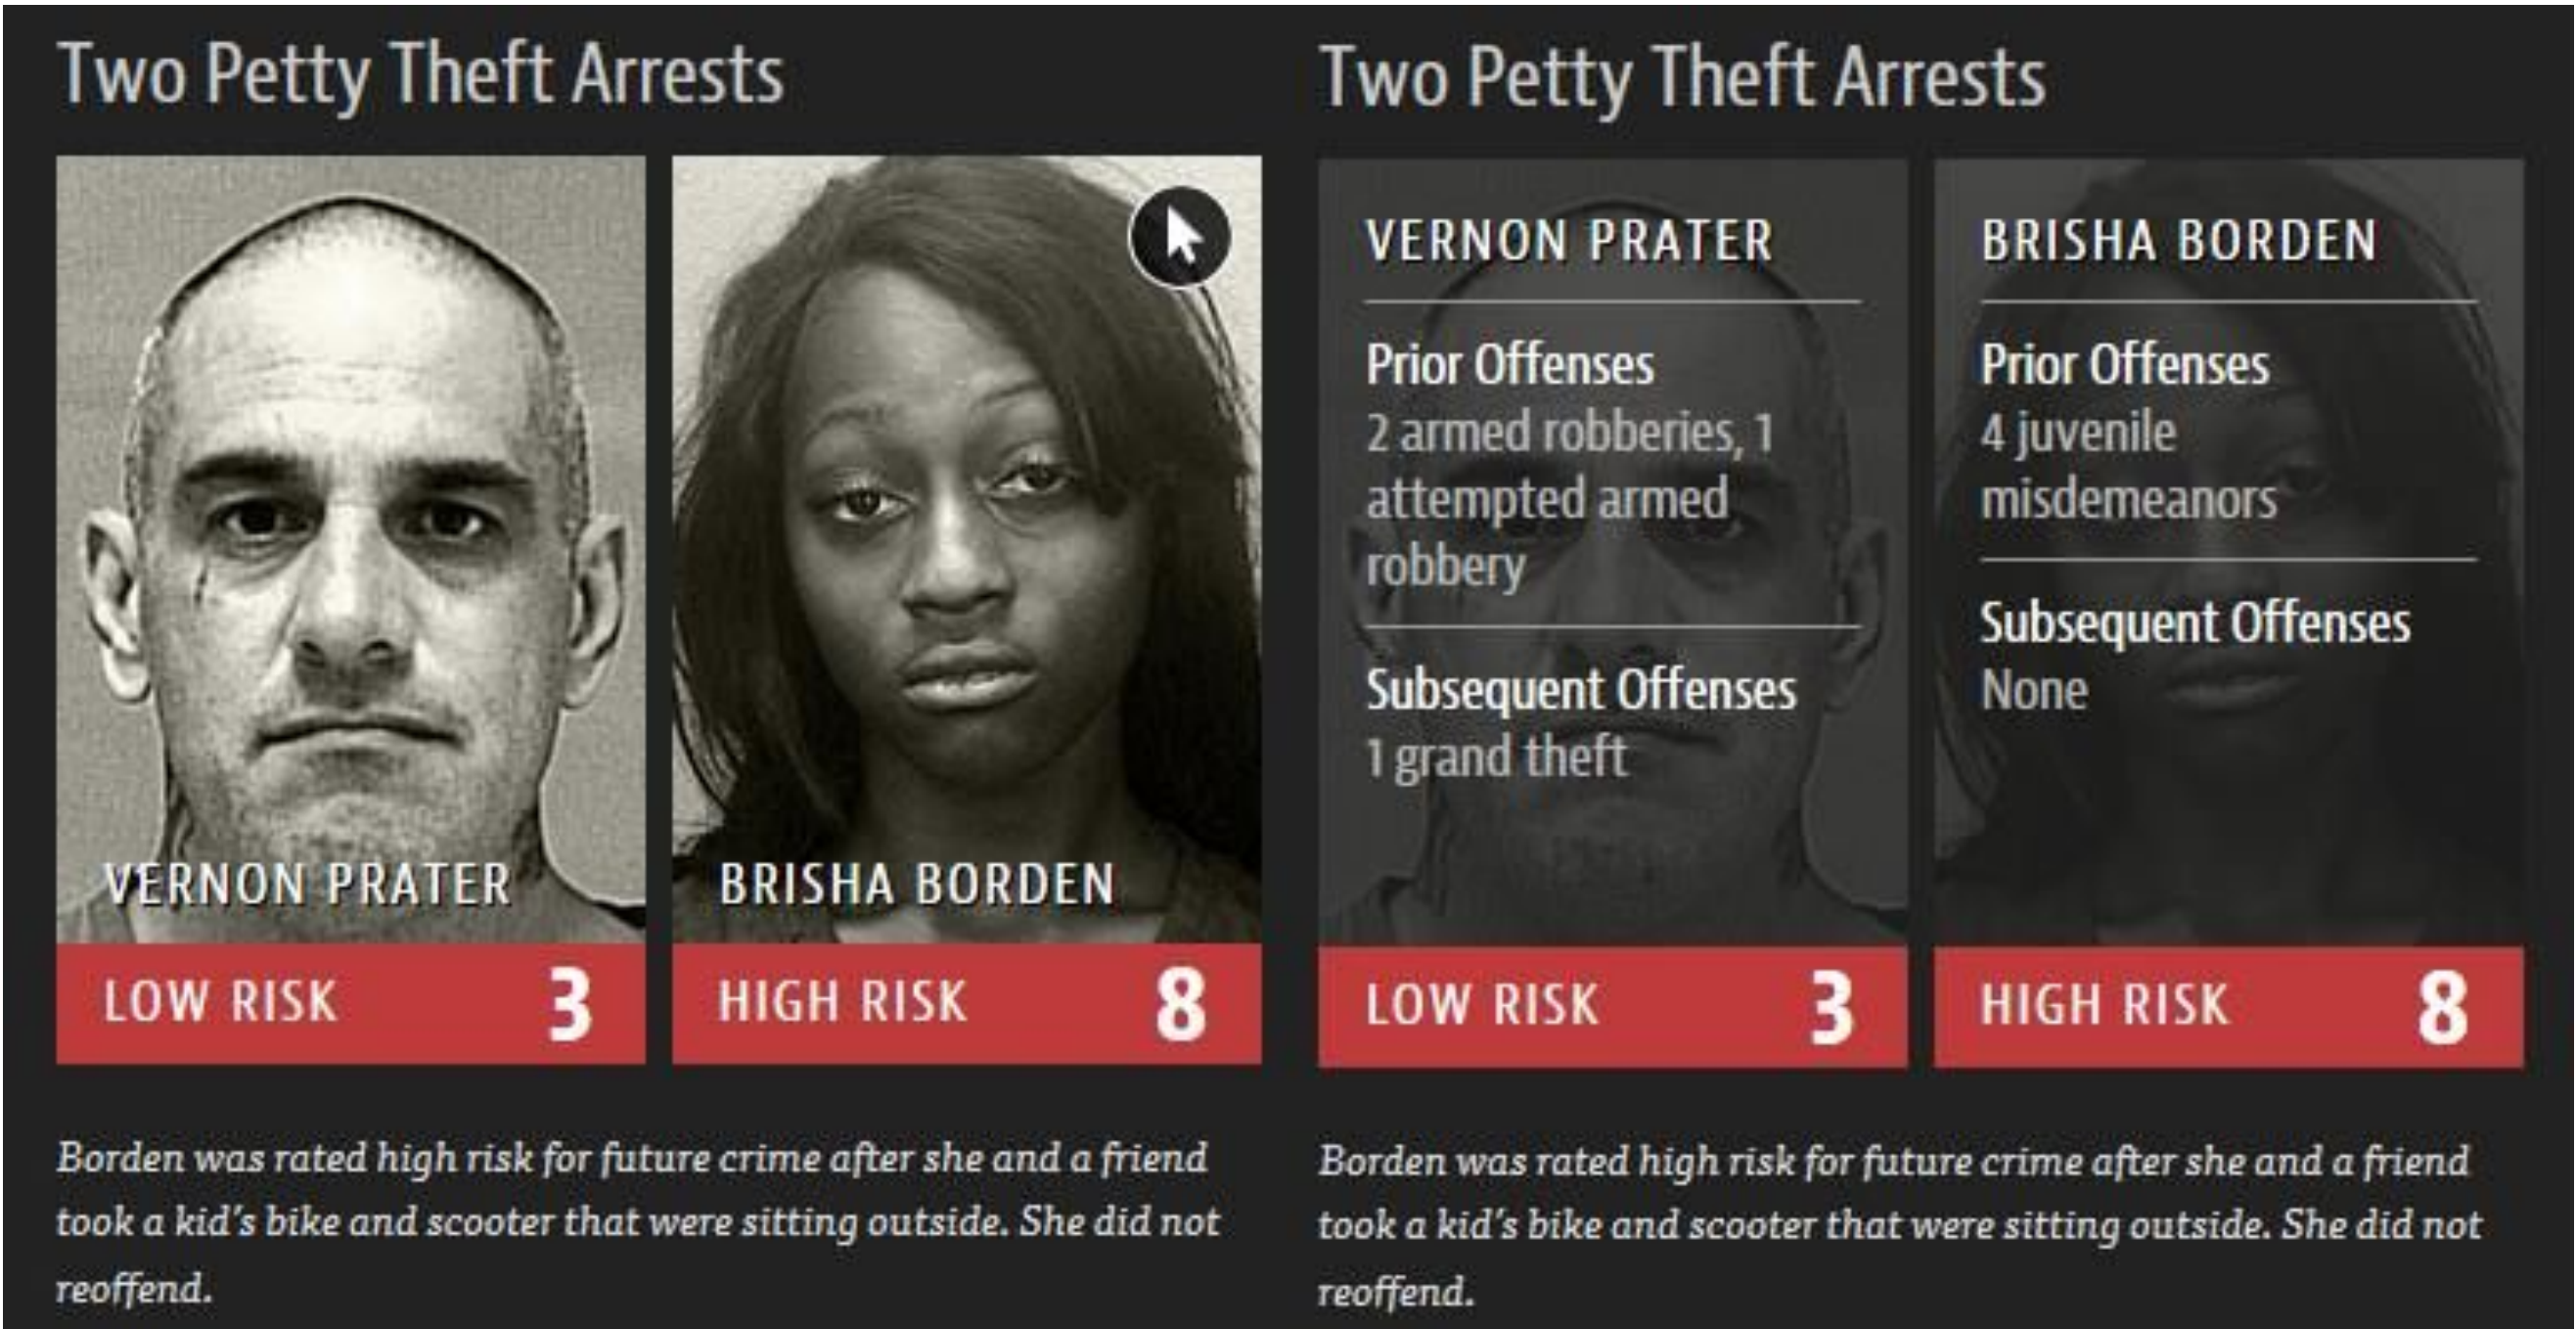 Two Petty Theft Arrests
VERNON PRATER
LOW RISK 3
BRISHA BORDEN
HIGH RISK 8
Borden was rated high risk for future crime after she and a friend
took a kid's bike and scooter that were sitting outside. She did not
reoffend.
Two Petty Theft Arrests
VERNON PRATER
Prior Offenses
2 armed robberies, 1
attempted armed
robbery
Subsequent Offenses
1 grand theft
LOW RISK 3
BRISHA BORDEN
Prior Offenses
4 juvenile
misdemeanors
Subsequent Offenses
None
HIGH RISK 8
Borden was rated high risk for future crime after she and a friend
took a kid's bike and scooter that were sitting outside. She did not
reoffend.